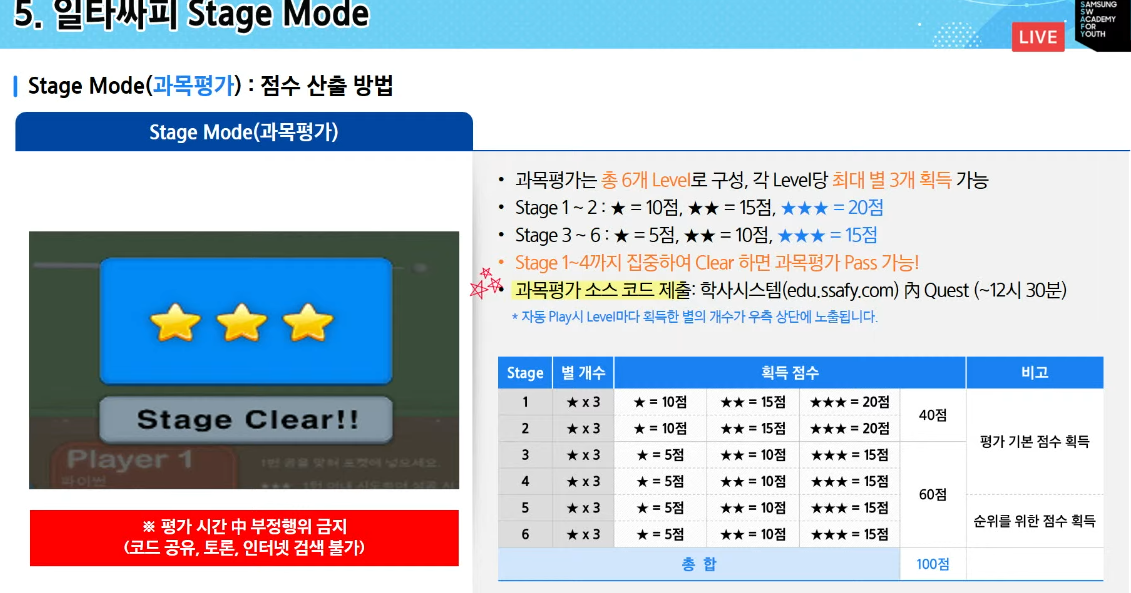 5. 일타싸피 Stage Mode
SAMSUNG
SW
ACADEMY
FOR
YOUTH
LIVE
Stage Mode(과목평가) : 점수 산출 방법
Stage Mode(과목평가)
• 과목평가는 총 6개 Level로 구성, 각 Level당 최대 별 3개 획득 가능
• Stage 1 ~ 2 : ★ = 10점, ★★ = 15점, ★★★ = 20점
• Stage 3 ~ 6 : ★ = 5점, ★★ = 10점, ★★★ = 15점
• Stage 1~4까지 집중하여 Clear 하면 과목평가 Pass 가능!
• 과목평가 소스 코드 제출: 학사시스템(edu.ssafy.com) 內 Quest (~12시 30분)
* 자동 Play시 Level마다 획득한 별의 개수가 우측 상단에 노출됩니다.
Stage Clear!!
Player 1
파이썬
※ 평가 시간 中 부정행위 금지
(코드 공유, 토론, 인터넷 검색 불가)
Stage 별 개수 획득 점수 비고
1 ★ x 3 ★ = 10점 ★★ = 15점 ★★★ = 20점 40점 평가 기본 점수 획득
2 ★ x 3 ★ = 10점 ★★ = 15점 ★★★ = 20점
3 ★ x 3 ★ = 5점 ★★ = 10점 ★★★ = 15점 60점
4 ★ x 3 ★ = 5점 ★★ = 10점 ★★★ = 15점
5 ★ x 3 ★ = 5점 ★★ = 10점 ★★★ = 15점 순위를 위한 점수 획득
6 ★ x 3 ★ = 5점 ★★ = 10점 ★★★ = 15점
총 합 100점